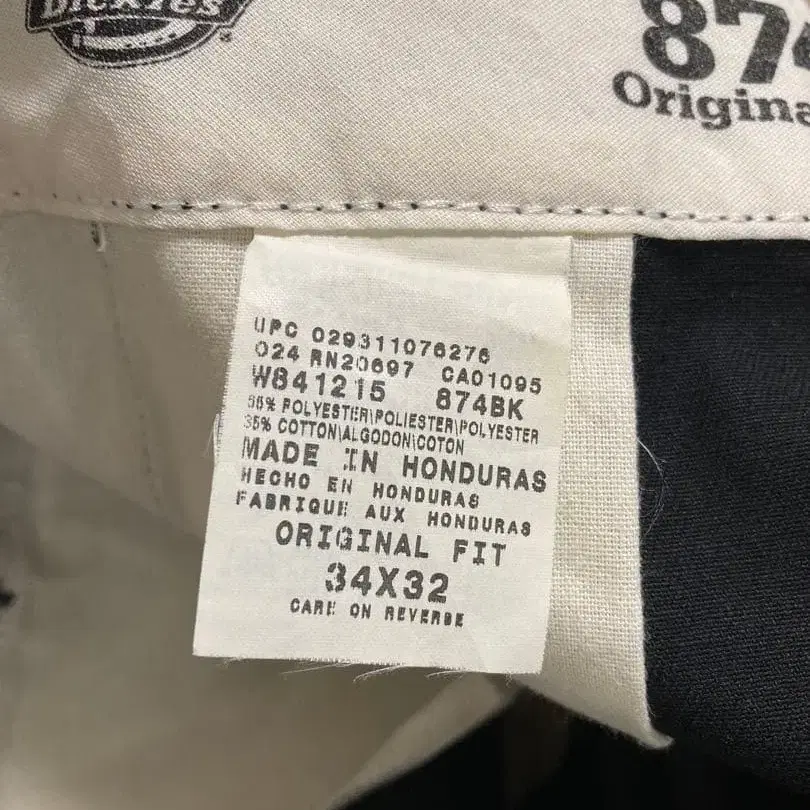 Dickies
874
Origina
UPC 029311076276
024 RN20697 CA01095
W841215 874BK
65% POLYESTER\POLIESTER\POLYESTER
35% COTTON\ALGODON\COTON
MADE IN HONDURAS
HECHO EN HONDURAS
FABRIQUE AUX HONDURAS
ORIGINAL FIT
34X32
CARE ON REVERSE